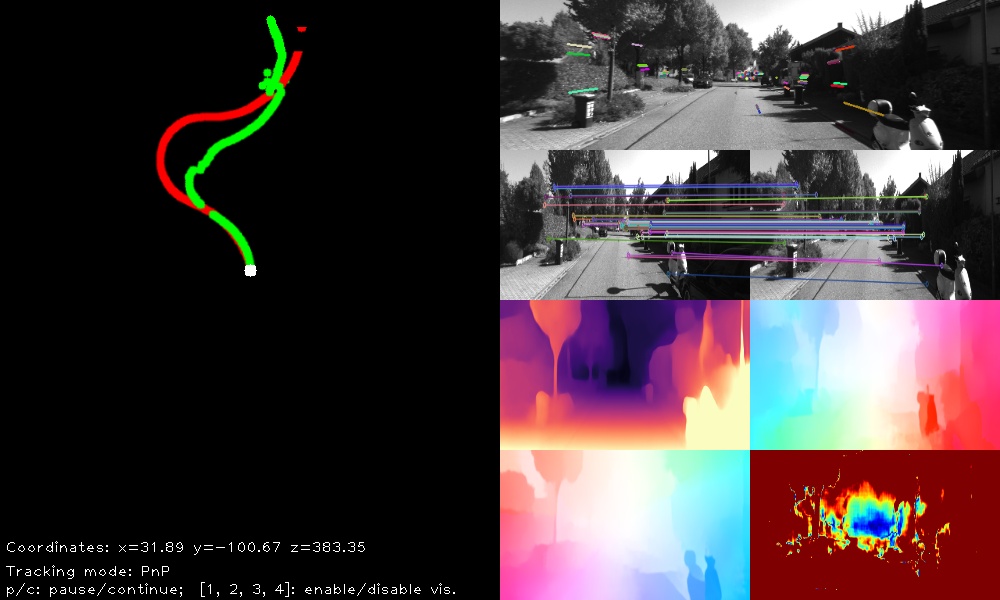 Coordinates: x=31.89 y=-100.67 z=383.35
Tracking mode: PnP
p/c: pause/continue;  [1, 2, 3, 4]: enable/disable vis.